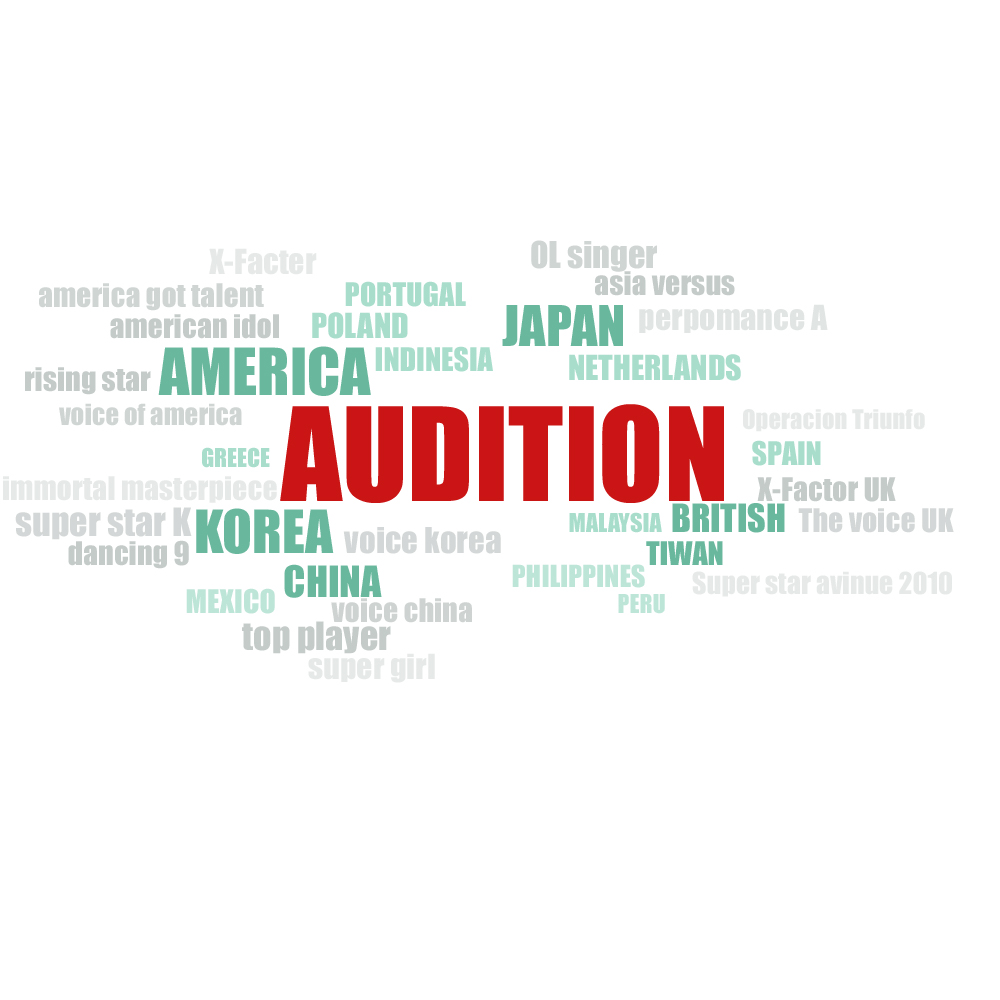 OL singer
X-Facter
asia versus
america got talent
PORTUGAL
american idol
POLAND
JAPAN
perpomance A
INDINESIA
AMERICA
NETHERLANDS
rising star
voice of america
Operacion Triunfo
AUDITION
GREECE
SPAIN
immortal masterpiece
X-Factor UK
super star K
KOREA
MALAYSIA
BRITISH
The voice UK
voice korea
dancing 9
TIWAN
CHINA
PHILIPPINES
Super star avinue 2010
MEXICO
PERU
voice china
top player
super girl